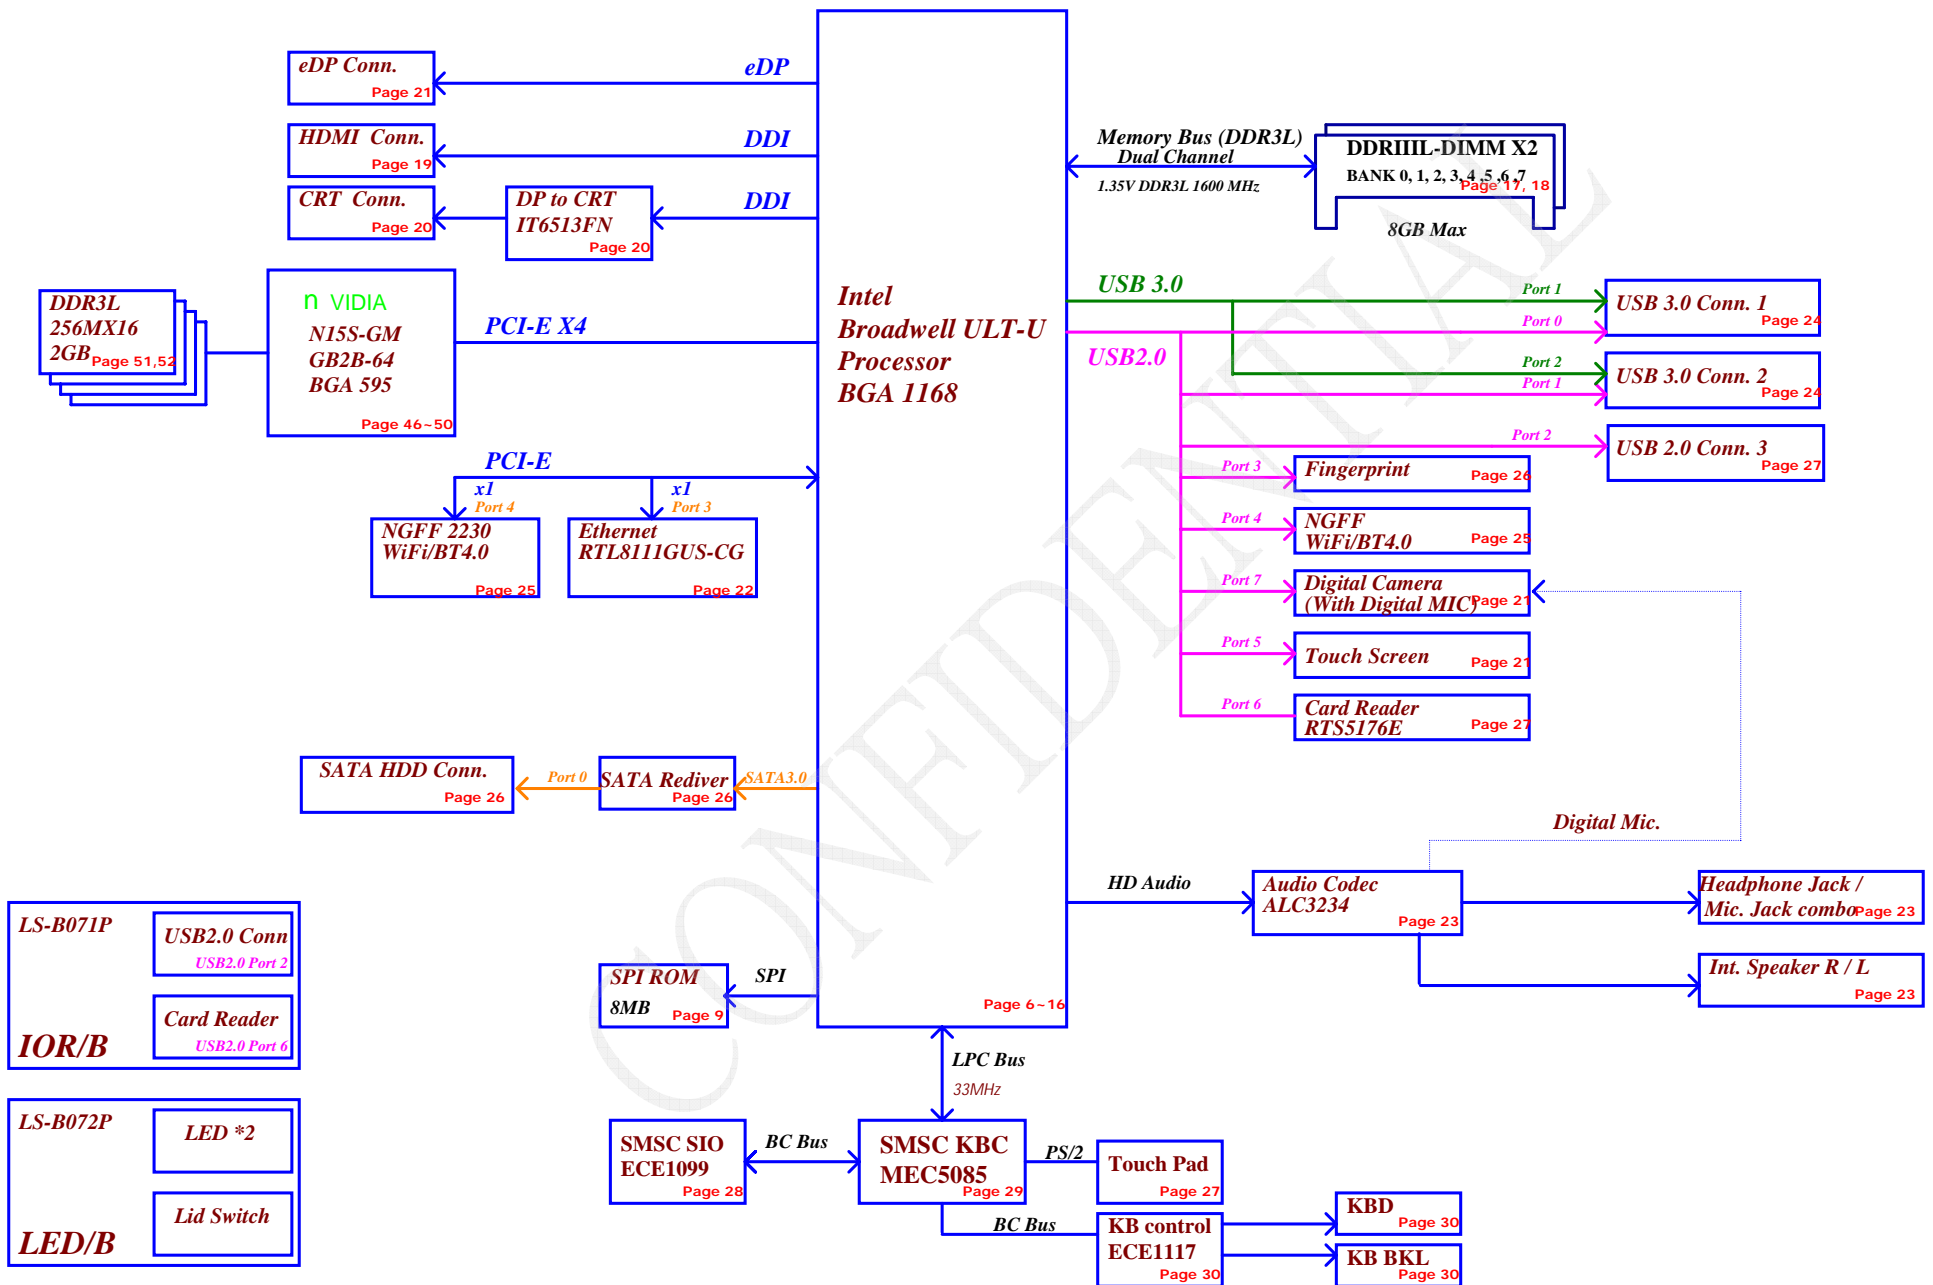 eDP Conn.
Page 21
eDP
HDMI Conn.
Page 19
DDI
CRT Conn.
Page 20
DP to CRT
IT6513FN
Page 20
DDI
DDR3L
256MX16
2GB
Page 51,52
n VIDIA
N15S-GM
GB2B-64
BGA 595
Page 46~50
PCI-E X4
PCI-E
x1
Port 4
x1
Port 3
NGFF 2230
WiFi/BT4.0
Page 25
Ethernet
RTL8111GUS-CG
Page 22
Intel
Broadwell ULT-U
Processor
BGA 1168
Page 6~16
Memory Bus (DDR3L)
Dual Channel
1.35V DDR3L 1600 MHz
DDRIIIL-DIMM X2
BANK 0, 1, 2, 3, 4 ,5 ,6 ,7
Page 17, 18
8GB Max
USB 3.0
USB2.0
Port 1
Port 0
USB 3.0 Conn. 1
Page 24
Port 2
Port 1
USB 3.0 Conn. 2
Page 24
Port 2
USB 2.0 Conn. 3
Page 27
Port 3
Fingerprint
Page 26
Port 4
NGFF
WiFi/BT4.0
Page 25
Port 7
Digital Camera
(With Digital MIC)
Page 21
Port 5
Touch Screen
Page 21
Port 6
Card Reader
RTS5176E
Page 27
SATA HDD Conn.
Page 26
Port 0
SATA Rediver
Page 26
SATA3.0
Digital Mic.
HD Audio
Audio Codec
ALC3234
Page 23
Headphone Jack /
Mic. Jack combo
Page 23
Int. Speaker R / L
Page 23
SPI ROM
8MB
Page 9
SPI
LS-B071P
USB2.0 Conn
USB2.0 Port 2
Card Reader
USB2.0 Port 6
IOR/B
LS-B072P
LED *2
Lid Switch
LED/B
LPC Bus
33MHz
SMSC SIO
ECE1099
Page 28
BC Bus
SMSC KBC
MEC5085
Page 29
PS/2
Touch Pad
Page 27
BC Bus
KB control
ECE1117
Page 30
KBD
Page 30
KB BKL
Page 30
CONFIDENTIAL